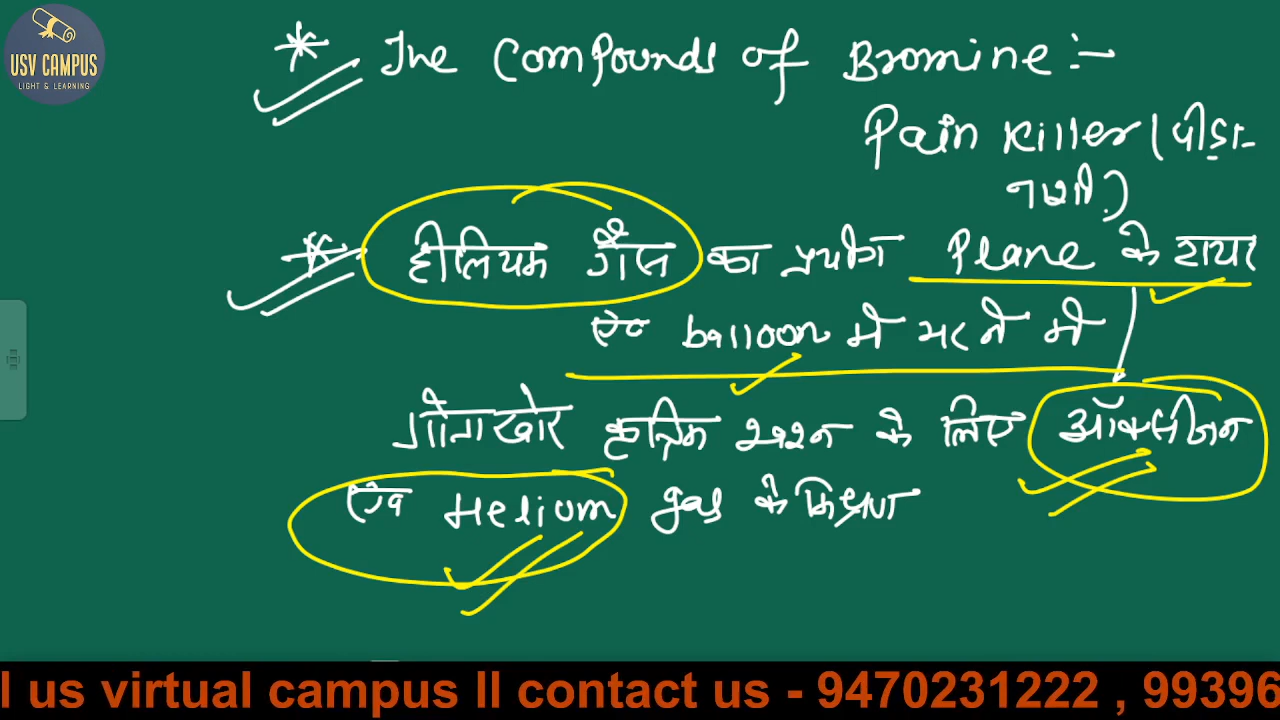 USV CAMPUS
LIGHT & LEARNING
* The Compounds of Bromine :-
Pain Killer (पीड़ा-
नाशी)
* हीलियम गैस का प्रयोग Plane के टायर
एवं balloon में भरने में
गोताखोर कृत्रिम श्वसन के लिए ऑक्सीजन
एवं Helium gas के मिश्रण
l us virtual campus ll contact us - 9470231222 , 99396